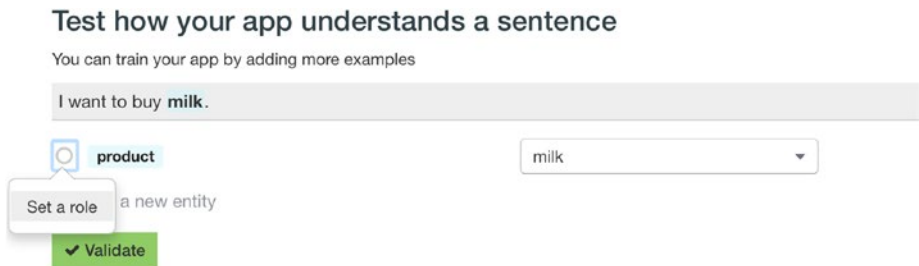 Test how your app understands a sentence
You can train your app by adding more examples
I want to buy milk.
product milk
Set a role a new entity
✔ Validate